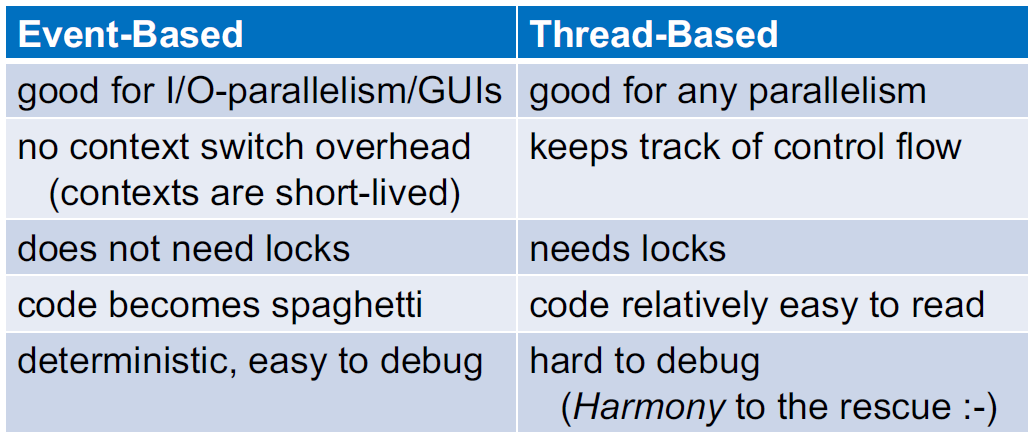 Event-Based
Thread-Based
good for I/O-parallelism/GUIs
good for any parallelism
no context switch overhead
(contexts are short-lived)
keeps track of control flow
does not need locks
needs locks
code becomes spaghetti
code relatively easy to read
deterministic, easy to debug
hard to debug
(Harmony to the rescue :-)